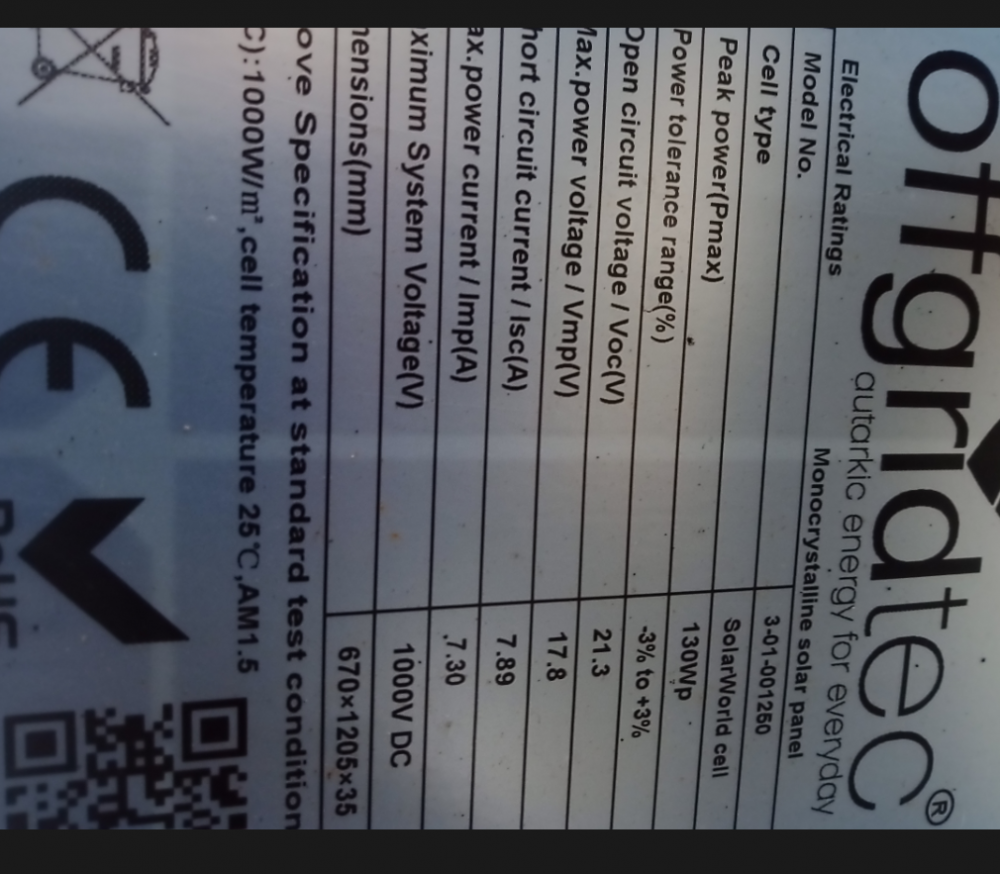 offgridtec®
autarkic energy for everyday
Electrical Ratings Monocrystalline solar panel
Model No. 3-01-001250
Cell type SolarWorld cell
Peak power(Pmax) 130Wp
Power tolerance range(%) -3% to +3%
Open circuit voltage / Voc(V) 21.3
Max.power voltage / Vmp(V) 17.8
hort circuit current / Isc(A) 7.89
ax.power current / Imp(A) 7.30
ximum System Voltage(V) 1000V DC
ensions(mm) 670×1205×35
ove Specification at standard test condition
C):1000W/m²,cell temperature 25℃,AM1.5
CE
RoHS